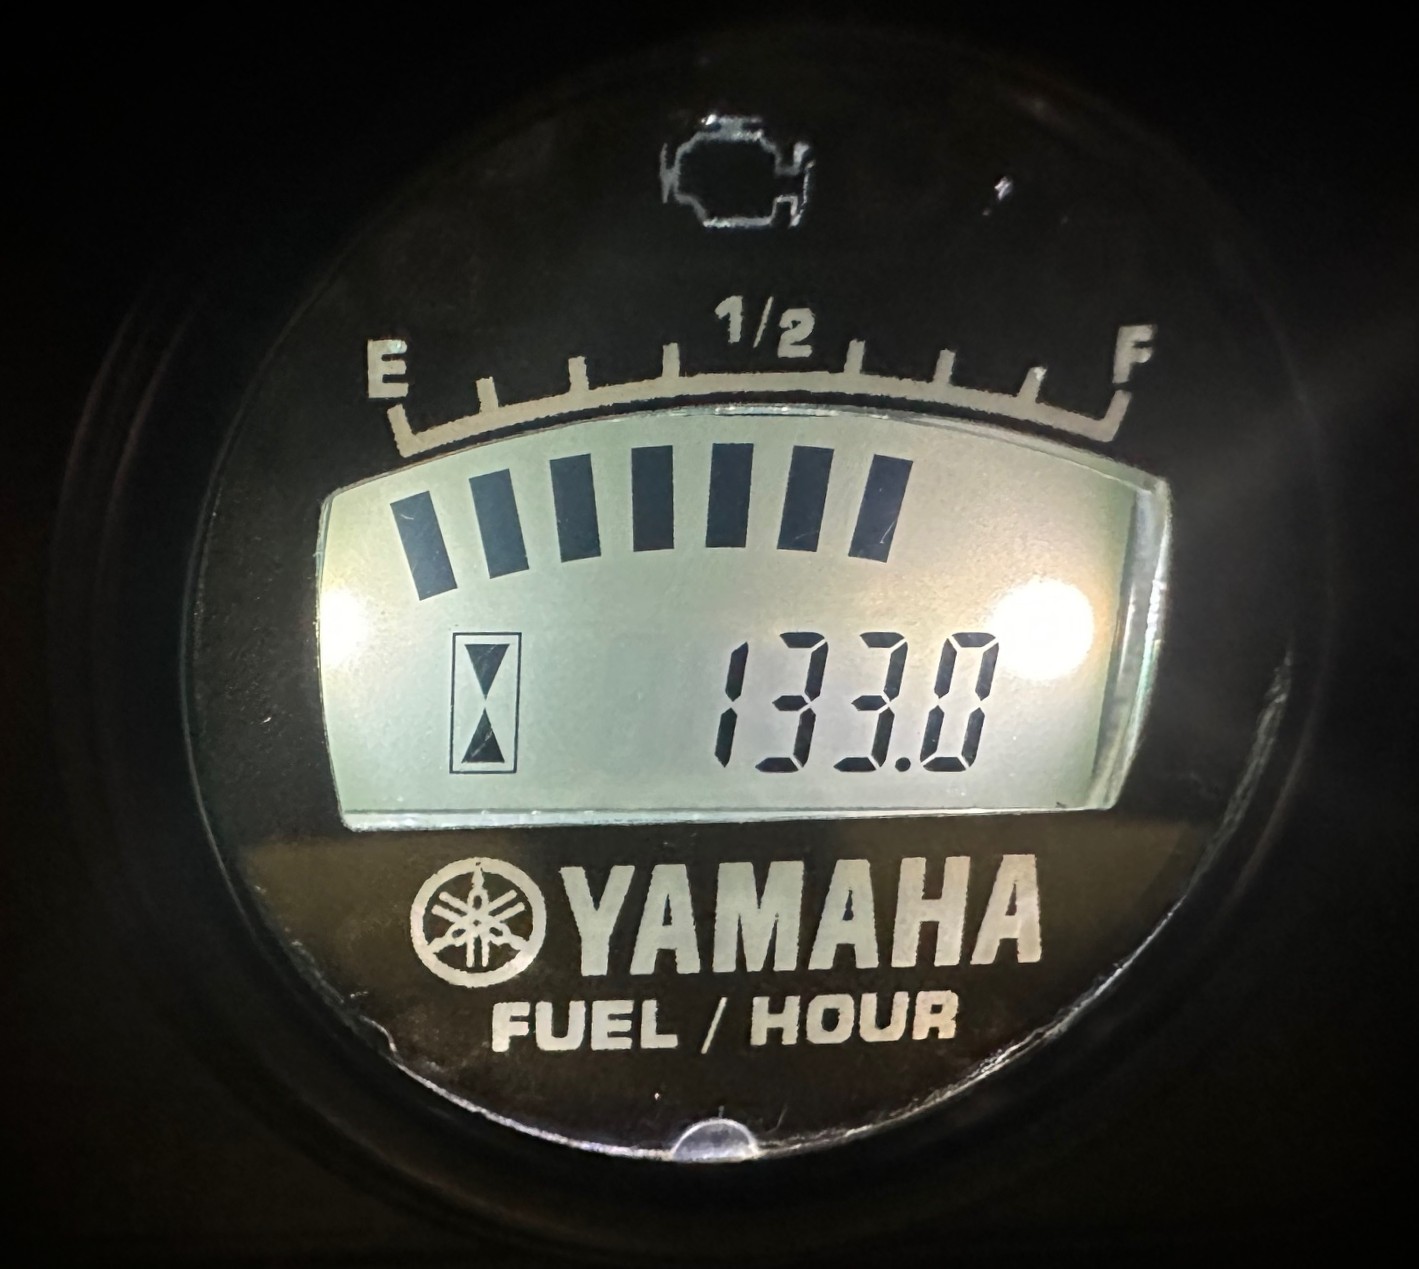 E 1/2 F
133.0
YAMAHA
FUEL / HOUR